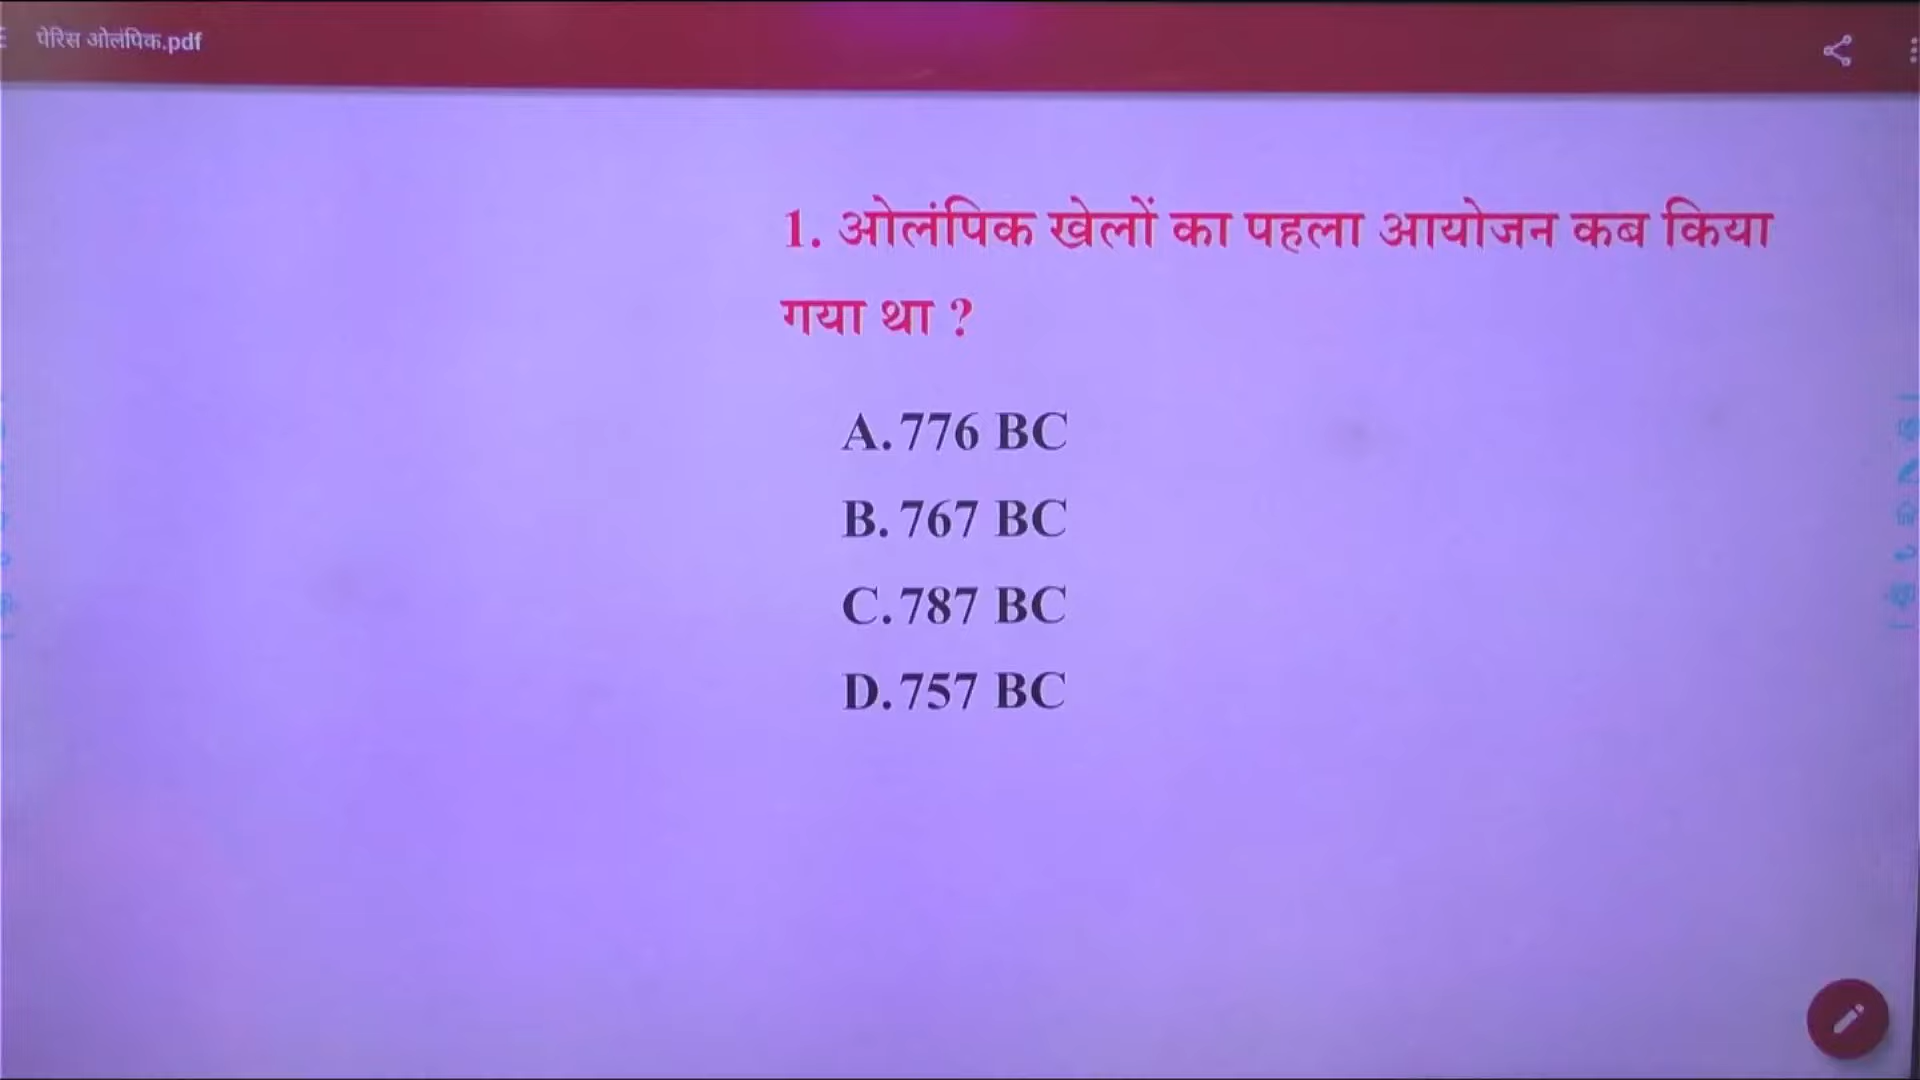 पेरिस ओलंपिक.pdf
1. ओलंपिक खेलों का पहला आयोजन कब किया
गया था ?
A. 776 BC
B. 767 BC
C. 787 BC
D. 757 BC